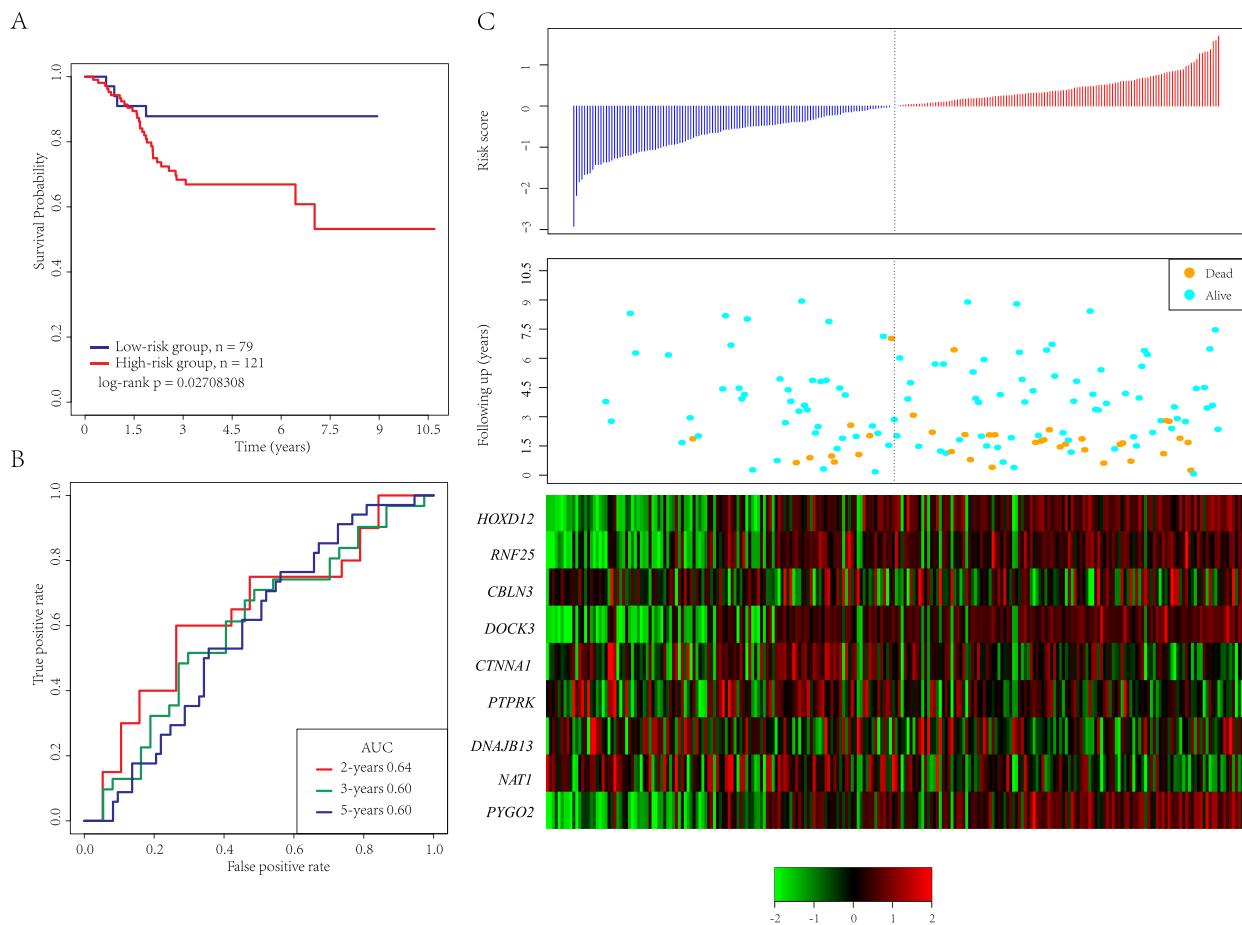 A
Survival Probability
1.0
0.8
0.6
0.4
0.2
0.0
Low-risk group, n = 79
High-risk group, n = 121
log-rank p = 0.02708308
0 1.5 3 4.5 6 7.5 9 10.5
Time (years)
B
True positive rate
1.0
0.8
0.6
0.4
0.2
0.0
AUC
2-years 0.64
3-years 0.60
5-years 0.60
0.0 0.2 0.4 0.6 0.8 1.0
False positive rate
C
Risk score
1
0
-1
-2
-3
Following up (years)
10.5
9
7.5
6
4.5
3
1.5
0
Dead
Alive
HOXD12
RNF25
CBLN3
DOCK3
CTNNA1
PTPRK
DNAJB13
NAT1
PYGO2
-2 -1 0 1 2